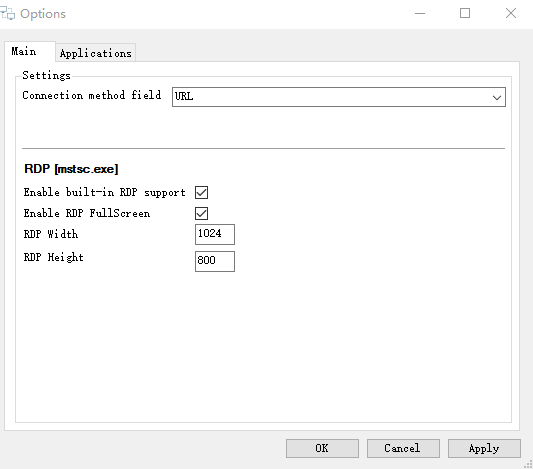 Options
Main
Applications
Settings
Connection method field
URL
RDP [mstsc.exe]
Enable built-in RDP support
Enable RDP FullScreen
RDP Width
1024
RDP Height
800
OK
Cancel
Apply